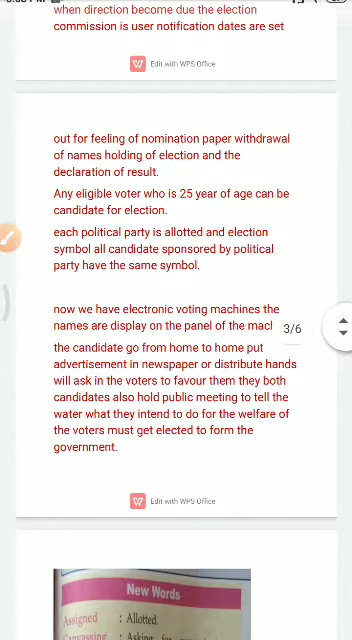 when direction become due the election
commission is user notification dates are set
Edit with WPS Office
out for feeling of nomination paper withdrawal
of names holding of election and the
declaration of result.
Any eligible voter who is 25 year of age can be
candidate for election.
each political party is allotted and election
symbol all candidate sponsored by political
party have the same symbol.
now we have electronic voting machines the
names are display on the panel of the macl
3/6
the candidate go from home to home put
advertisement in newspaper or distribute hands
will ask in the voters to favour them they both
candidates also hold public meeting to tell the
water what they intend to do for the welfare of
the voters must get elected to form the
government.
Edit with WPS Office
New Words
Assigned : Allotted.
Canvassing : Asking for